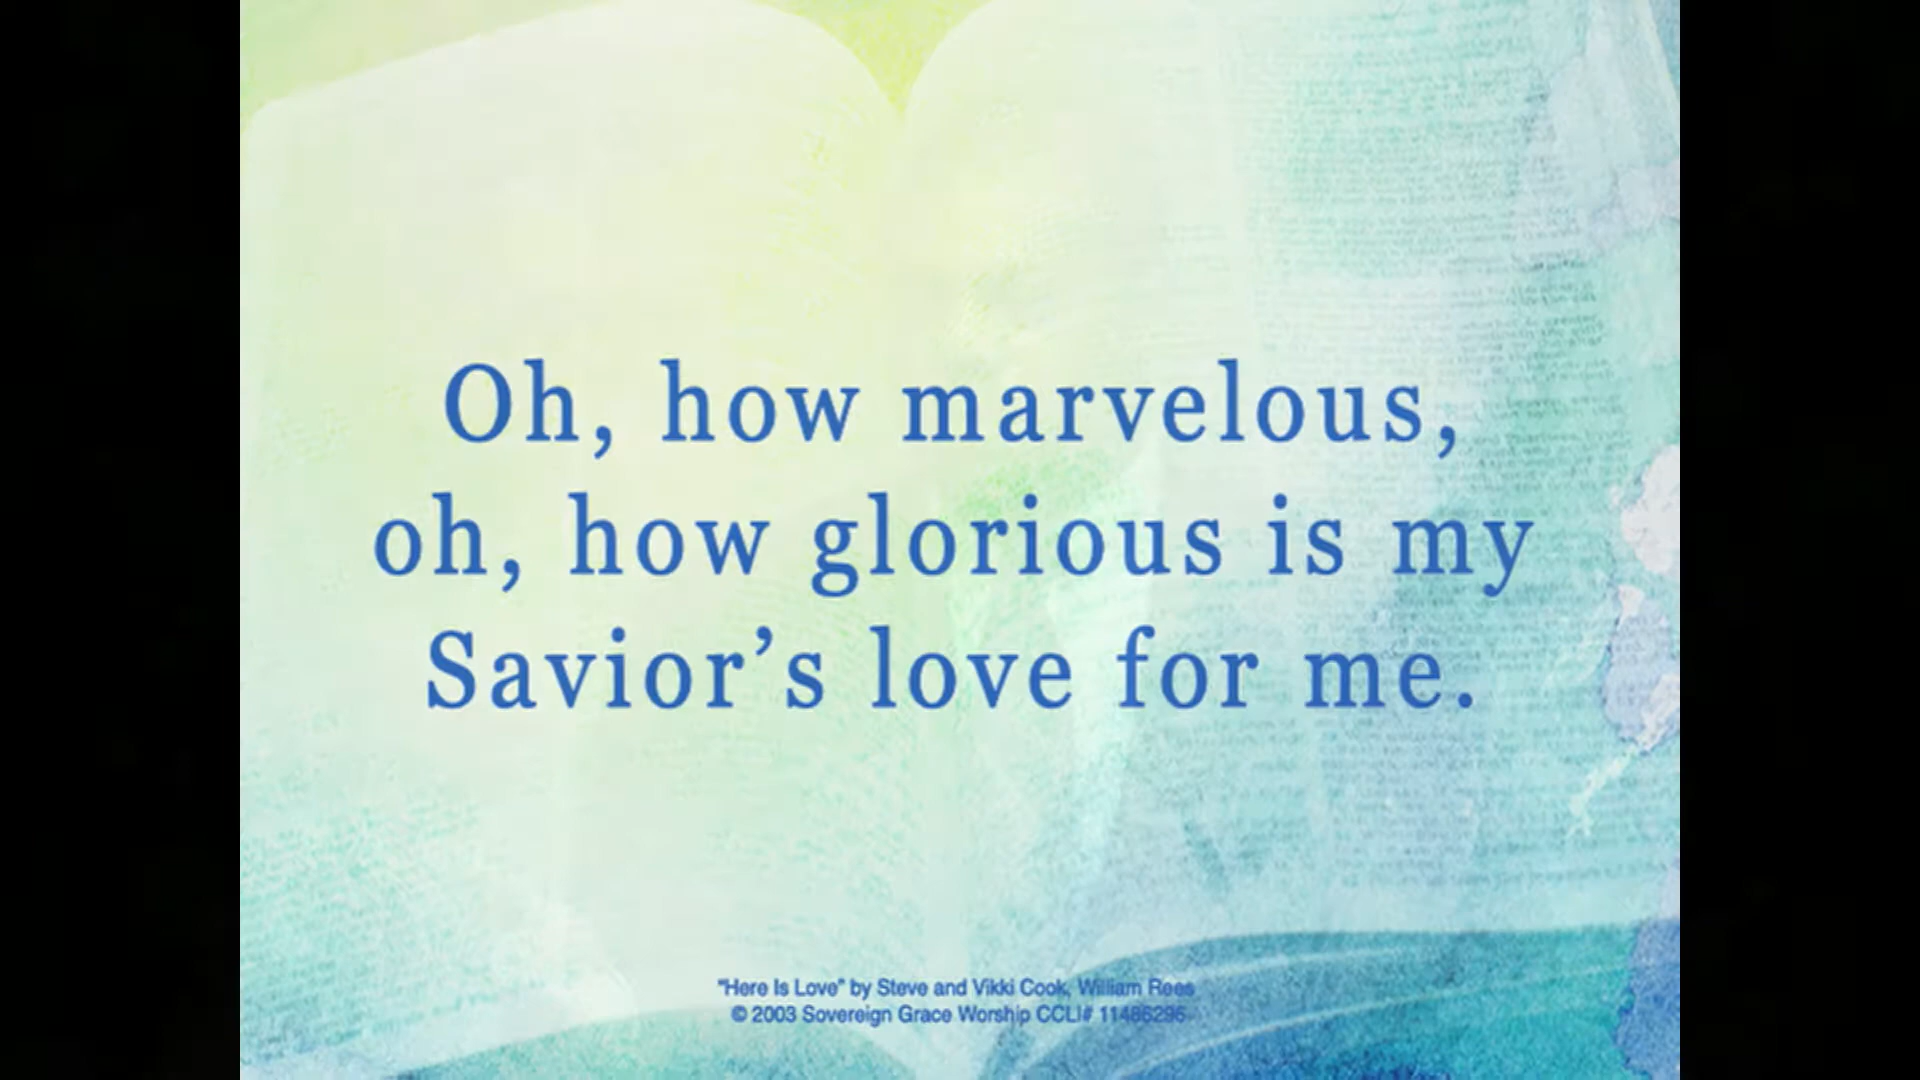 Oh, how marvelous,
oh, how glorious is my
Savior’s love for me.
“Here Is Love” by Steve and Vikki Cook, William Rees
© 2003 Sovereign Grace Worship CCLI# 11486296